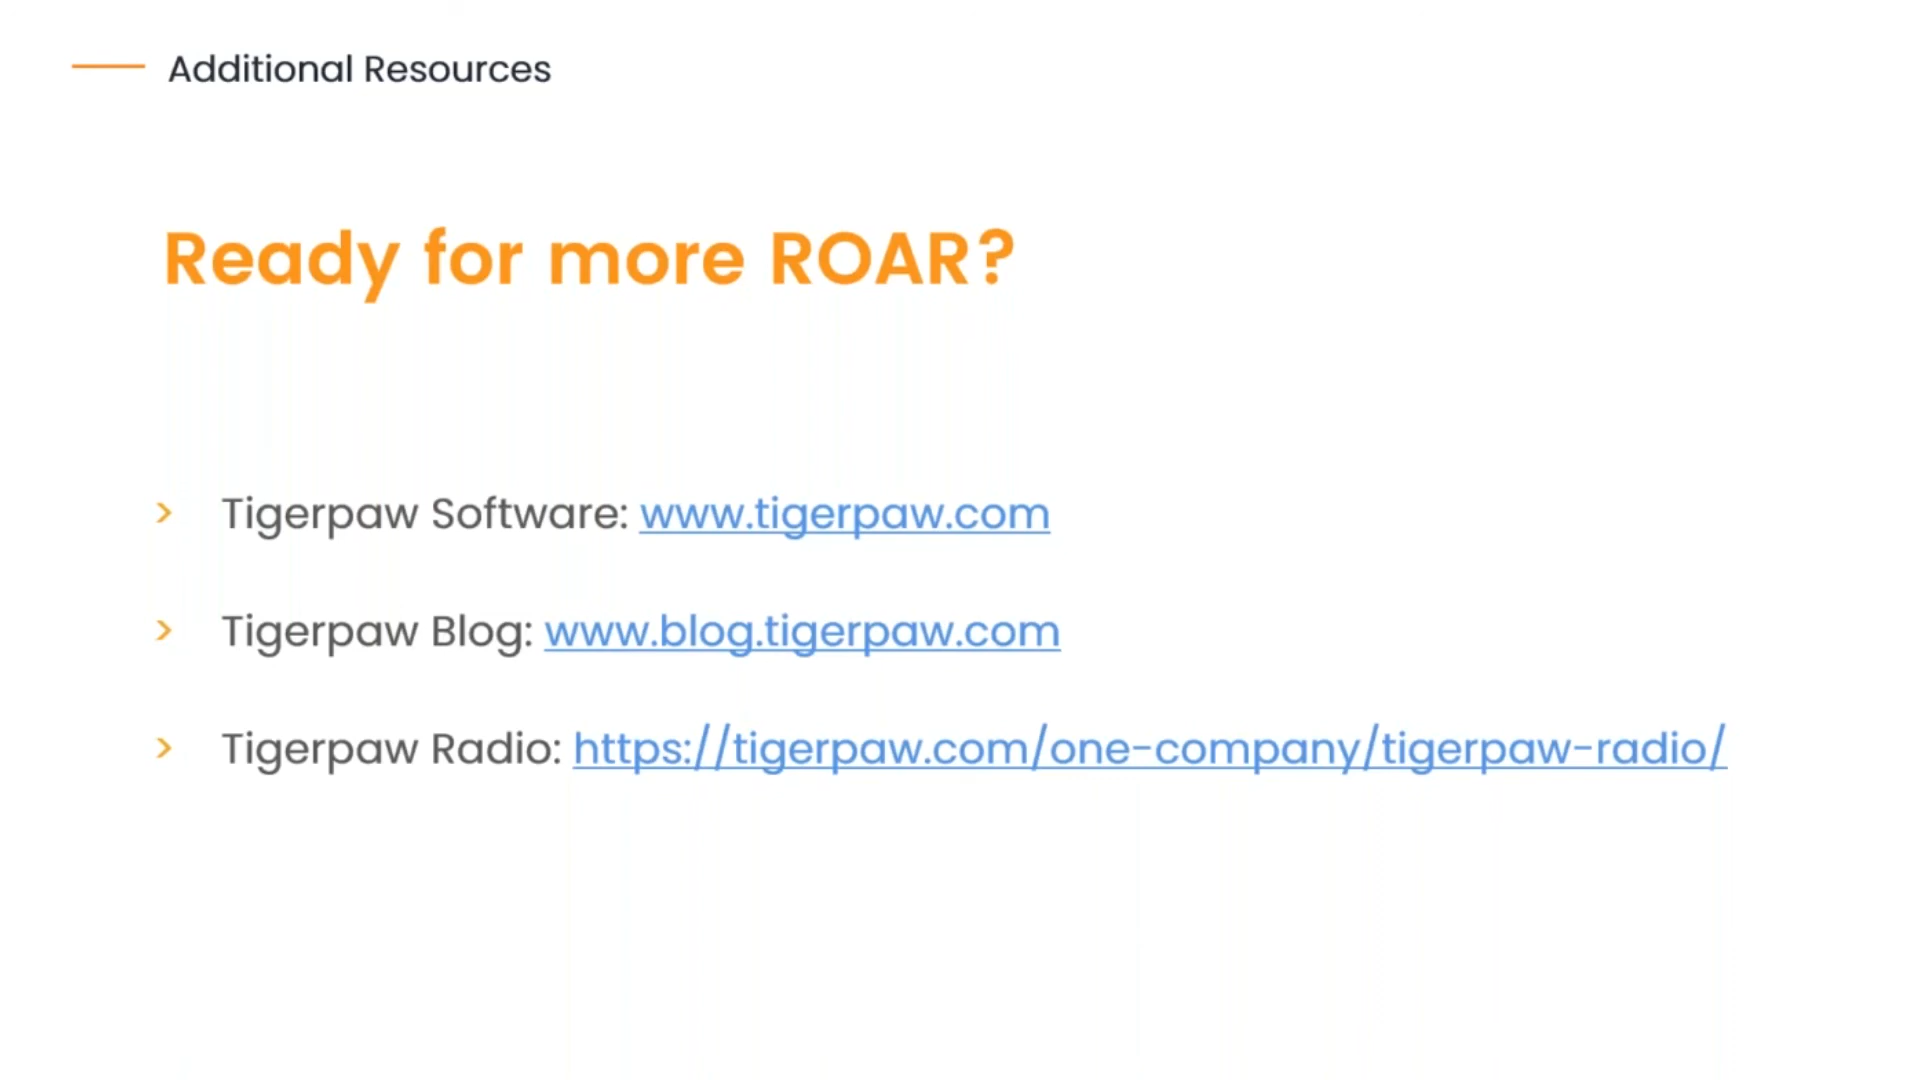 Additional Resources
Ready for more ROAR?
> Tigerpaw Software: www.tigerpaw.com
> Tigerpaw Blog: www.blog.tigerpaw.com
> Tigerpaw Radio: https://tigerpaw.com/one-company/tigerpaw-radio/